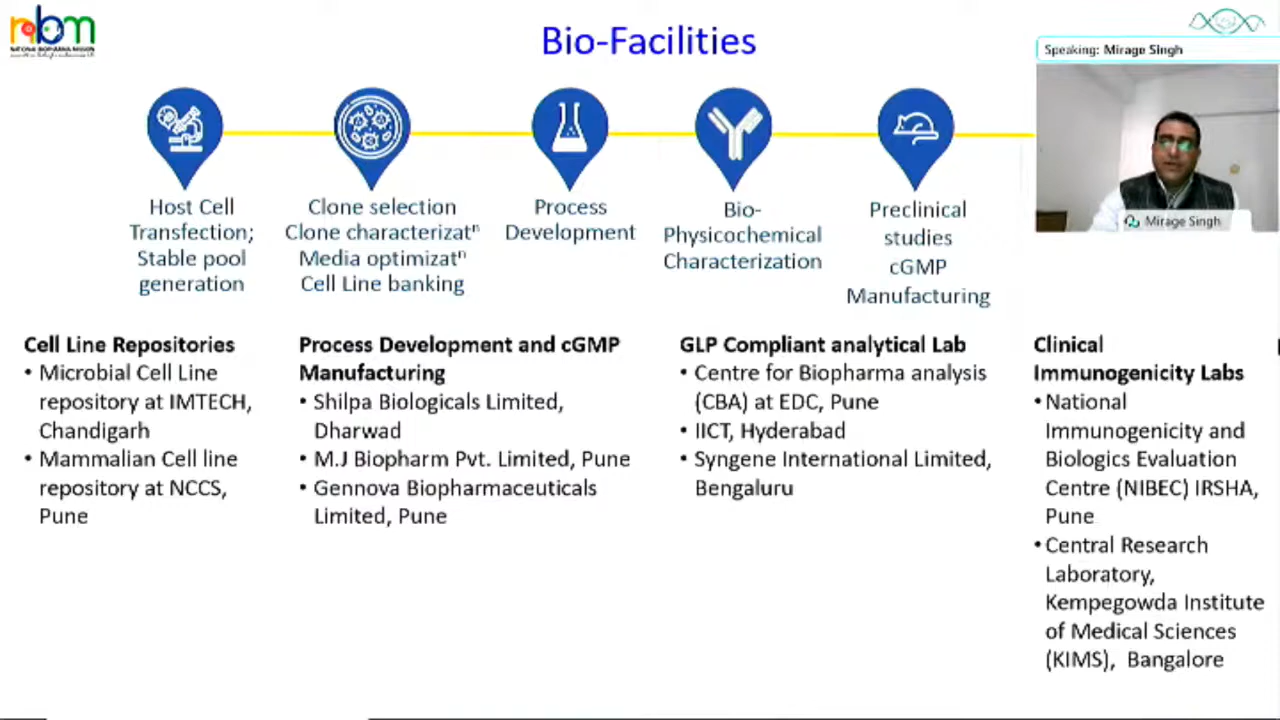 nbm
NATIONAL BIOPHARMA MISSION
Bio-Facilities
Speaking: Mirage Singh
Mirage Singh
Host Cell
Transfection;
Stable pool
generation
Clone selection
Clone characterizatⁿ
Media optimizatⁿ
Cell Line banking
Process
Development
Bio-
Physicochemical
Characterization
Preclinical
studies
cGMP
Manufacturing
Cell Line Repositories
• Microbial Cell Line
repository at IMTECH,
Chandigarh
• Mammalian Cell line
repository at NCCS,
Pune
Process Development and cGMP
Manufacturing
• Shilpa Biologicals Limited,
Dharwad
• M.J Biopharm Pvt. Limited, Pune
• Gennova Biopharmaceuticals
Limited, Pune
GLP Compliant analytical Lab
• Centre for Biopharma analysis
(CBA) at EDC, Pune
• IICT, Hyderabad
• Syngene International Limited,
Bengaluru
Clinical
Immunogenicity Labs
• National
Immunogenicity and
Biologics Evaluation
Centre (NIBEC) IRSHA,
Pune
• Central Research
Laboratory,
Kempegowda Institute
of Medical Sciences
(KIMS), Bangalore